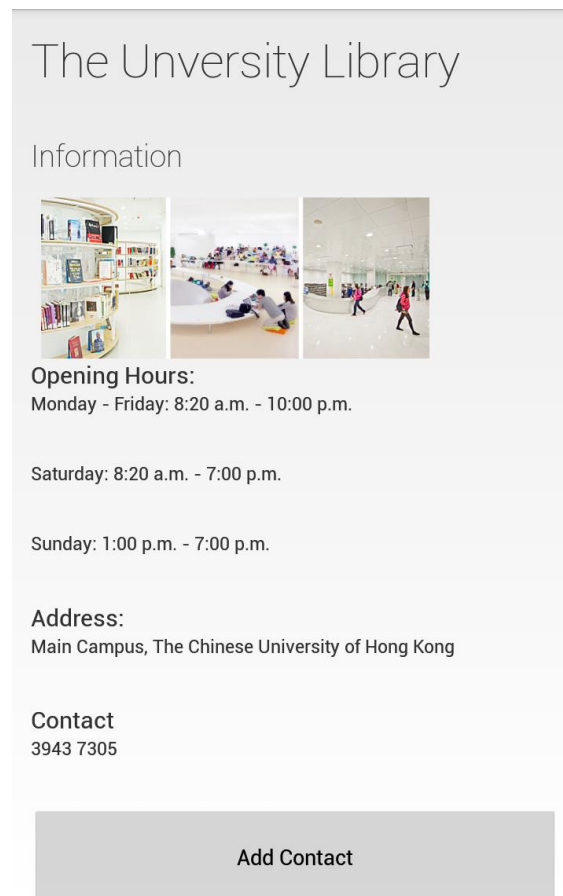 The Unversity Library
Information
Opening Hours:
Monday - Friday: 8:20 a.m. - 10:00 p.m.
Saturday: 8:20 a.m. - 7:00 p.m.
Sunday: 1:00 p.m. - 7:00 p.m.
Address:
Main Campus, The Chinese University of Hong Kong
Contact
3943 7305
Add Contact